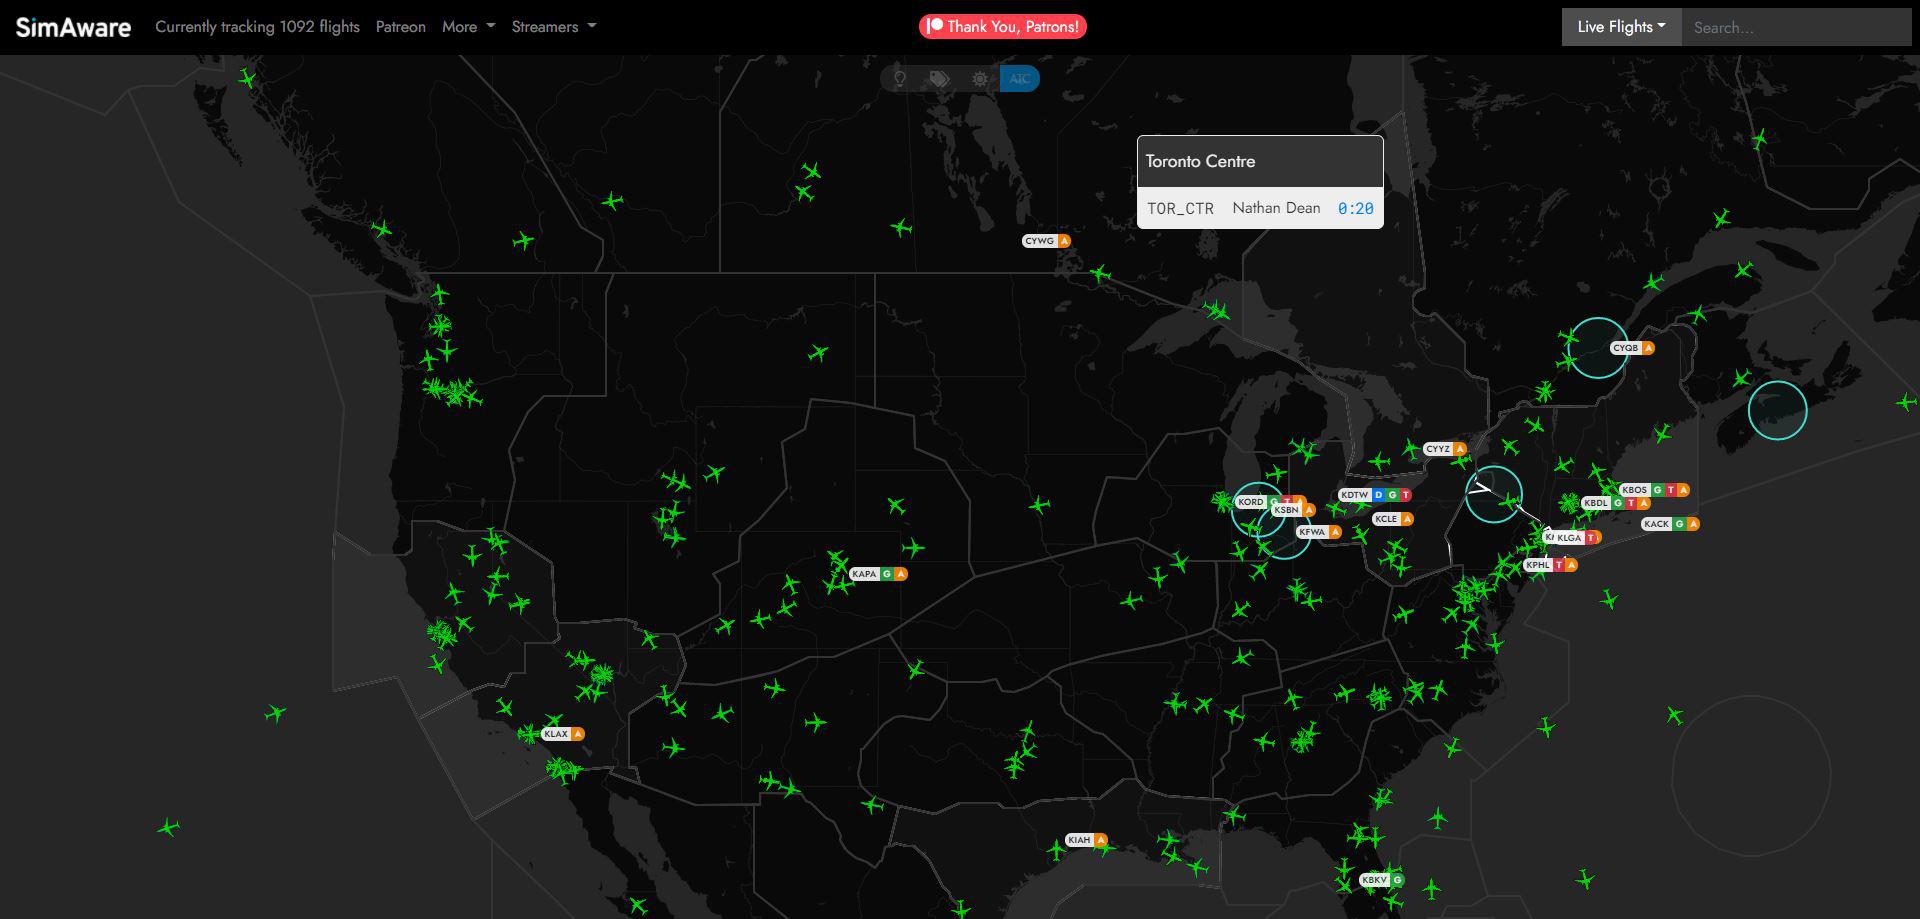 SimAware Currently tracking 1092 flights Patreon More Streamers Thank You, Patrons! Live Flights Search...
ATC
Toronto Centre
TOR_CTR Nathan Dean 0:20
CYWG A
CYQB A
CYYZ A
KORD G T A
KSBN A
KFWA A
KDTW D G T
KCLE A
KBOS G T A
KBDL G T A
KACK G A
KLGA T
KPHL T A
KAPA G A
KLAX A
KIAH A
KBKV G